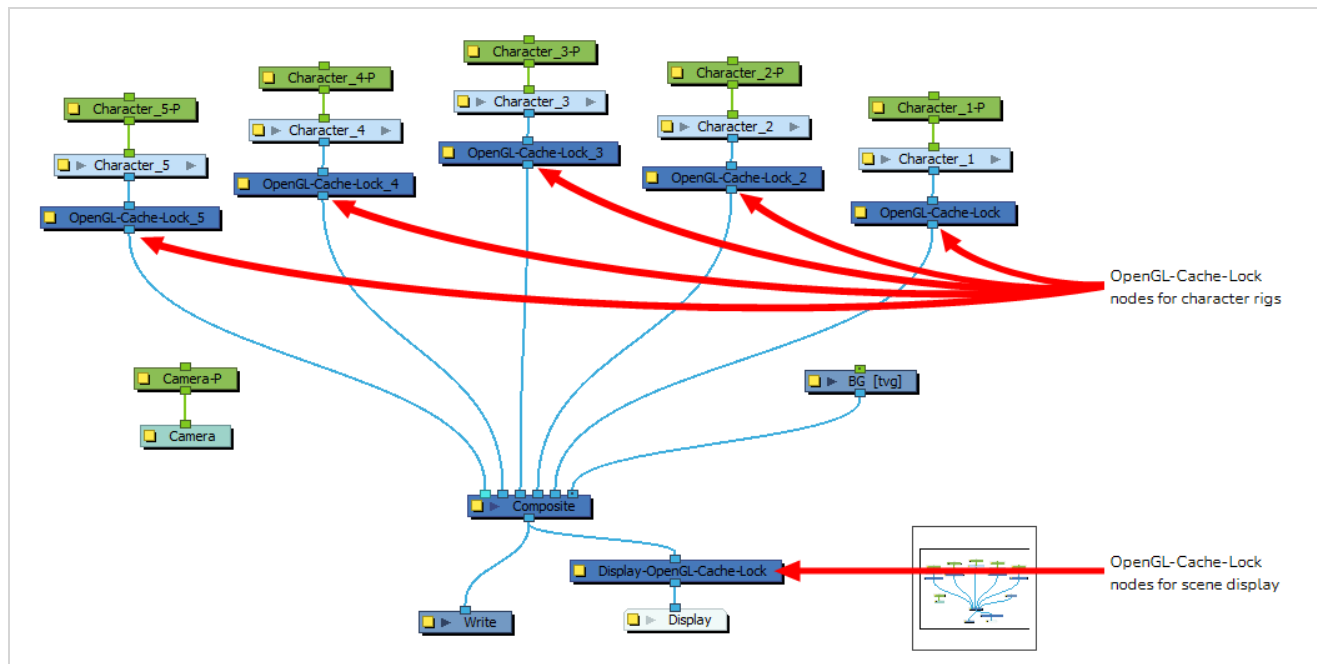 Character_3-P
Character_4-P
Character_2-P
Character_5-P
Character_1-P
Character_3
Character_4
Character_2
Character_5
Character_1
OpenGL-Cache-Lock_3
OpenGL-Cache-Lock_4
OpenGL-Cache-Lock_2
OpenGL-Cache-Lock_5
OpenGL-Cache-Lock
OpenGL-Cache-Lock
nodes for character rigs
Camera-P
BG [tvg]
Camera
Composite
Display-OpenGL-Cache-Lock
OpenGL-Cache-Lock
nodes for scene display
Write
Display